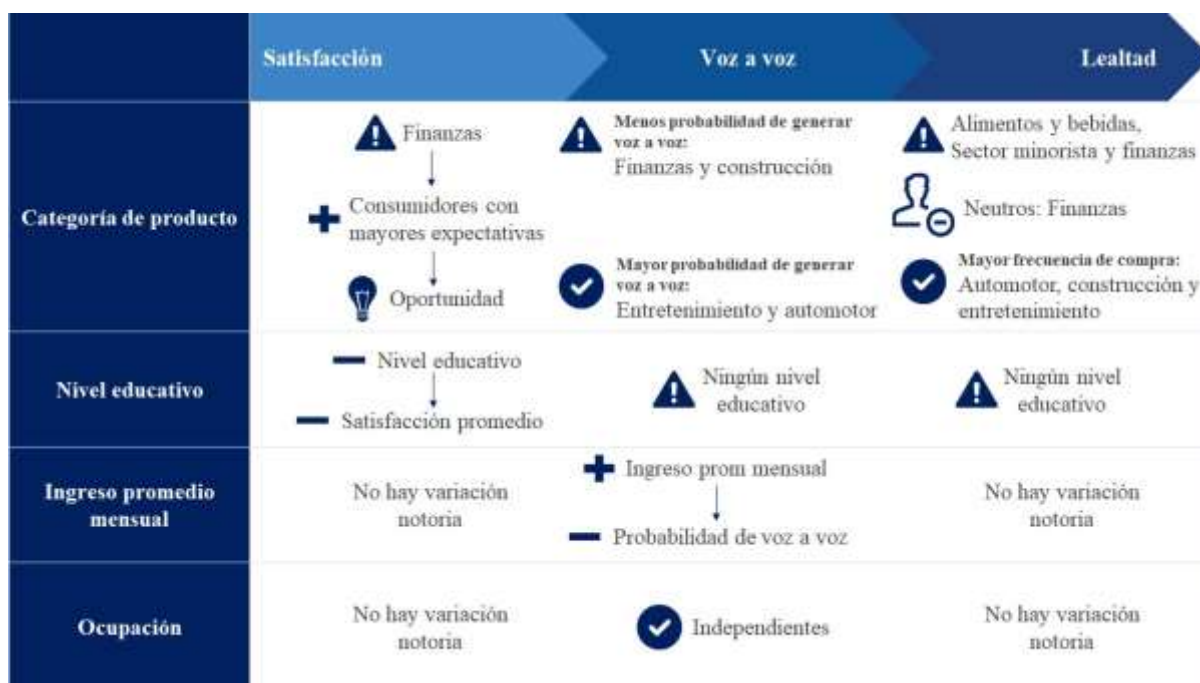 Satisfacción
Voz a voz
Lealtad
Categoría de producto
Finanzas
Consumidores con
mayores expectativas
Oportunidad
Menos probabilidad de generar
voz a voz:
Finanzas y construcción
Mayor probabilidad de generar
voz a voz:
Entretenimiento y automotor
Alimentos y bebidas,
Sector minorista y finanzas
Neutros: Finanzas
Mayor frecuencia de compra:
Automotor, construcción y
entretenimiento
Nivel educativo
Nivel educativo
Satisfacción promedio
Ningún nivel
educativo
Ningún nivel
educativo
Ingreso promedio
mensual
No hay variación
notoria
Ingreso prom mensual
Probabilidad de voz a voz
No hay variación
notoria
Ocupación
No hay variación
notoria
Independientes
No hay variación
notoria